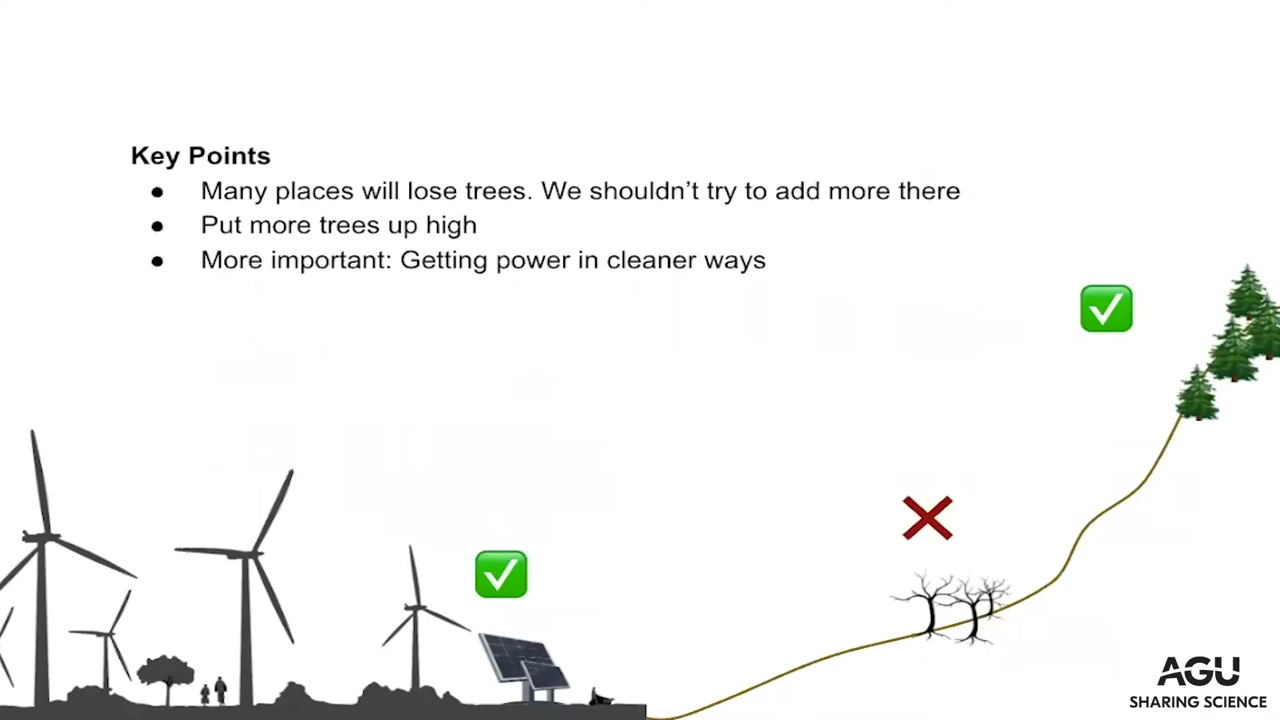 Key Points
● Many places will lose trees. We shouldn't try to add more there
● Put more trees up high
● More important: Getting power in cleaner ways
AGU
SHARING SCIENCE